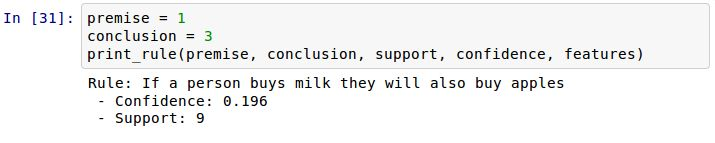 In [31]: premise = 1
conclusion = 3
print_rule(premise, conclusion, support, confidence, features)
Rule: If a person buys milk they will also buy apples
- Confidence: 0.196
- Support: 9